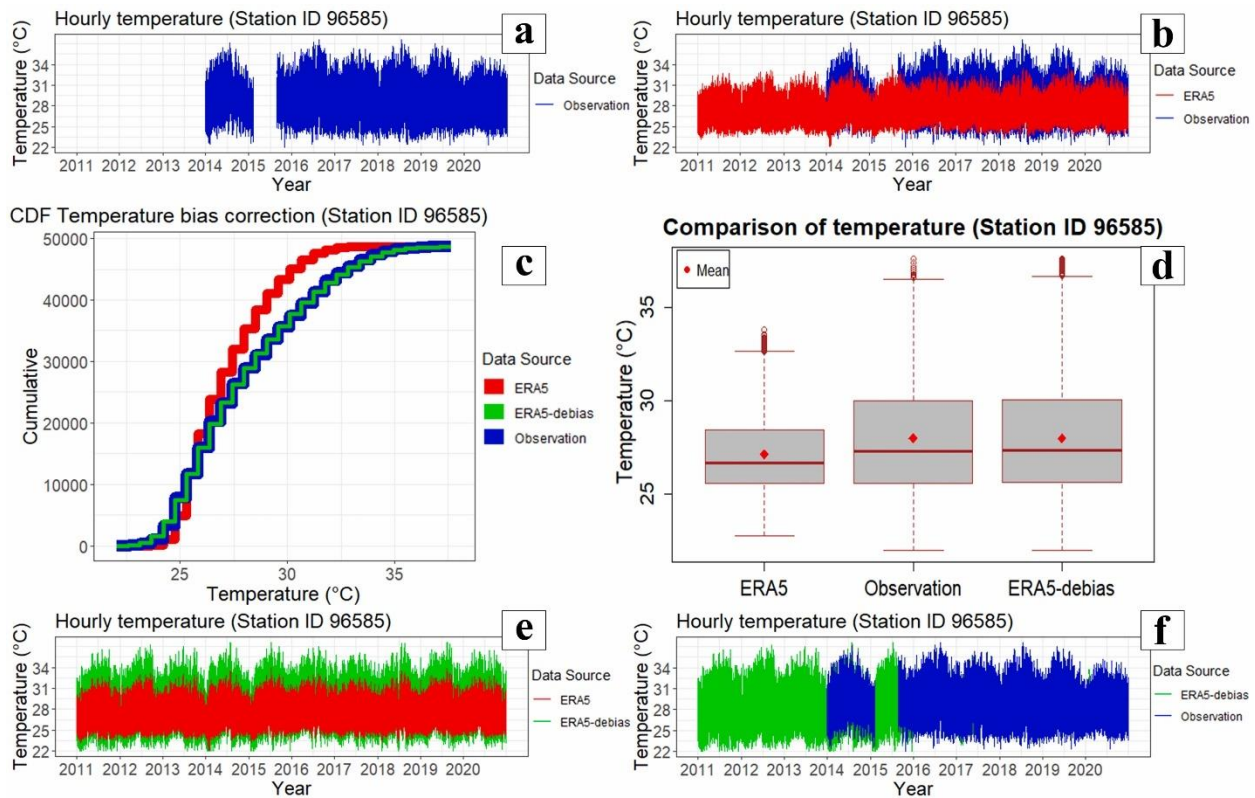 Hourly temperature (Station ID 96585)
a
Temperature (°C)
34
31
28
25
22
2011 2012 2013 2014 2015 2016 2017 2018 2019 2020
Year
Data Source
Observation
Hourly temperature (Station ID 96585)
b
Temperature (°C)
34
31
28
25
22
2011 2012 2013 2014 2015 2016 2017 2018 2019 2020
Year
Data Source
ERA5
Observation
CDF Temperature bias correction (Station ID 96585)
c
Cumulative
50000
40000
30000
20000
10000
0
25 30 35
Temperature (°C)
Data Source
ERA5
ERA5-debias
Observation
Comparison of temperature (Station ID 96585)
d
Mean
Temperature (°C)
35
30
25
ERA5 Observation ERA5-debias
Hourly temperature (Station ID 96585)
e
Temperature (°C)
34
31
28
25
22
2011 2012 2013 2014 2015 2016 2017 2018 2019 2020
Year
Data Source
ERA5
ERA5-debias
Hourly temperature (Station ID 96585)
f
Temperature (°C)
34
31
28
25
22
2011 2012 2013 2014 2015 2016 2017 2018 2019 2020
Year
Data Source
ERA5-debias
Observation